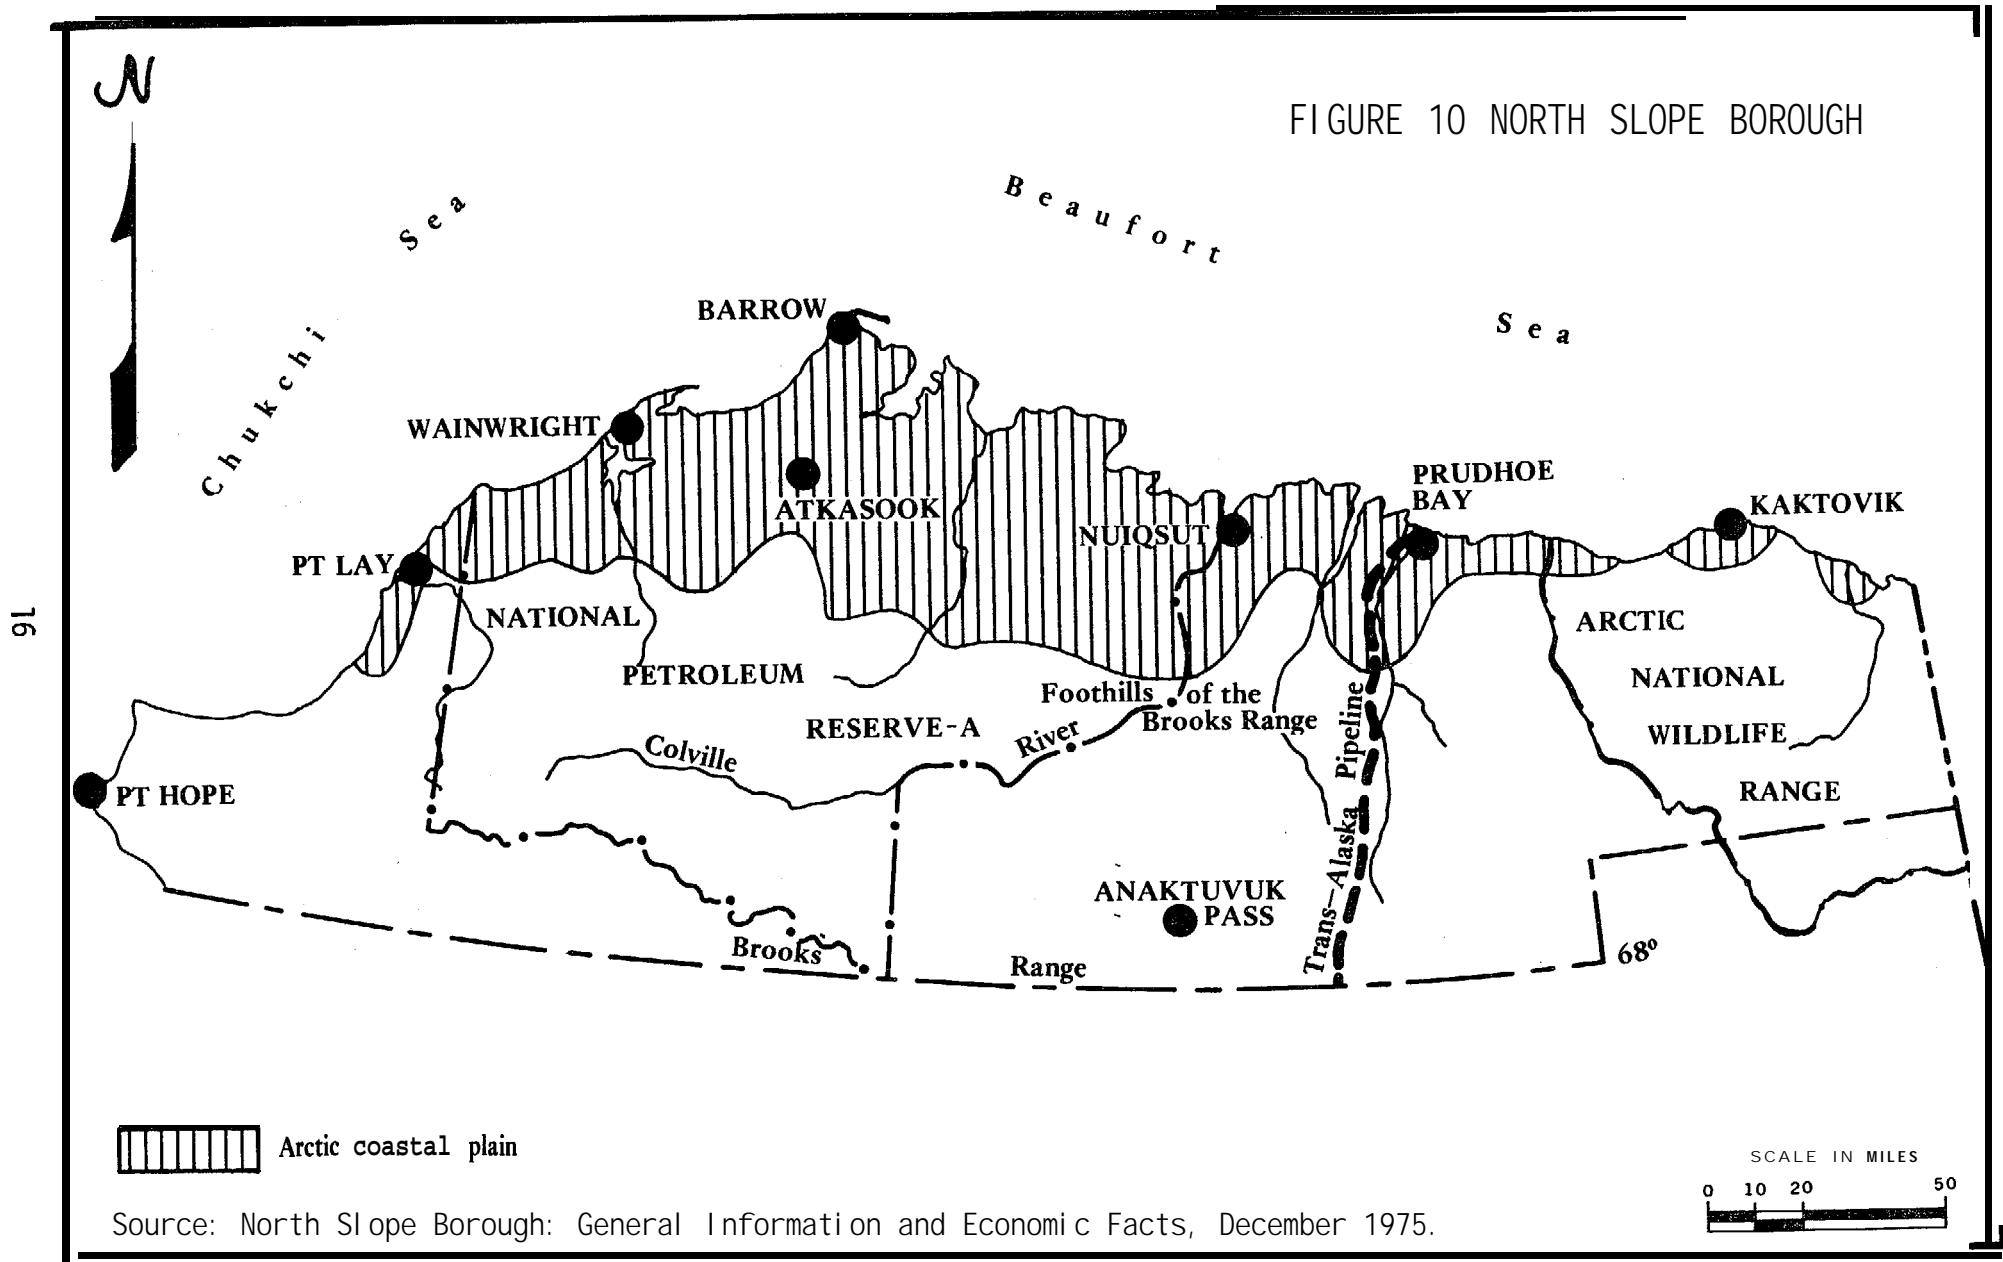 N
FIGURE 10 NORTH SLOPE BOROUGH
Chukchi Sea
Beaufort Sea
BARROW
WAINWRIGHT
ATKASOOK
PRUDHOE
BAY
KAKTOVIK
NUIQSUT
PT LAY
NATIONAL
PETROLEUM
RESERVE-A
ARCTIC
NATIONAL
WILDLIFE
RANGE
Foothills of the
Brooks Range
Colville River
Trans-Alaska Pipeline
PT HOPE
ANAKTUVUK
PASS
Brooks Range
68°
16
Arctic coastal plain
SCALE IN MILES
0 10 20 50
Source: North Slope Borough: General Information and Economic Facts, December 1975.